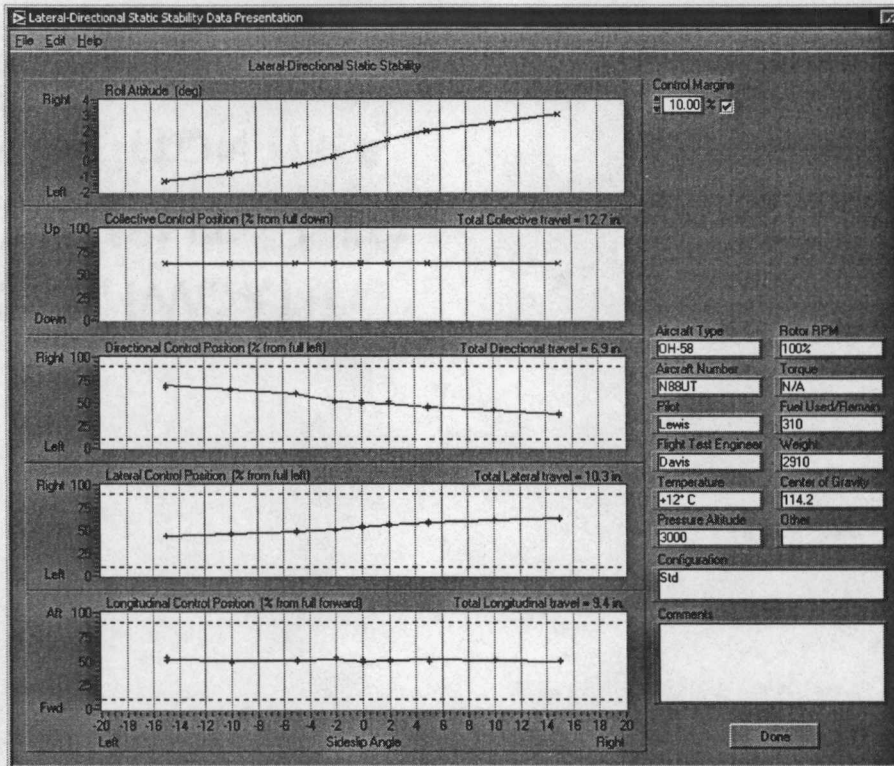 Lateral-Directional Static Stability Data Presentation
File Edit Help
Lateral-Directional Static Stability
Right
Roll Attitude (deg)
4
3
2
1
0
-1
-2
Left
Control Margins
10.00 %
Up
Collective Control Position (% from full down)
Total Collective travel = 12.7 in.
100
75
50
25
0
Down
Right
Directional Control Position (% from full left)
Total Directional travel = 6.9 in.
100
75
50
25
0
Left
Right
Lateral Control Position (% from full left)
Total Lateral travel = 10.3 in.
100
75
50
25
0
Left
Aft
Longitudinal Control Position (% from full forward)
Total Longitudinal travel = 9.4 in.
100
75
50
25
0
Fwd
-20 -18 -16 -14 -12 -10 -8 -6 -4 -2 0 2 4 6 8 10 12 14 16 18 20
Left Sideslip Angle Right
Aircraft Type
OH-58
Rotor RPM
100%
Aircraft Number
N88UT
Torque
N/A
Pilot
Lewis
Fuel Used/Remain
310
Flight Test Engineer
Davis
Weight
2910
Temperature
+12° C
Center of Gravity
114.2
Pressure Altitude
3000
Other
Configuration
Std
Comments
Done